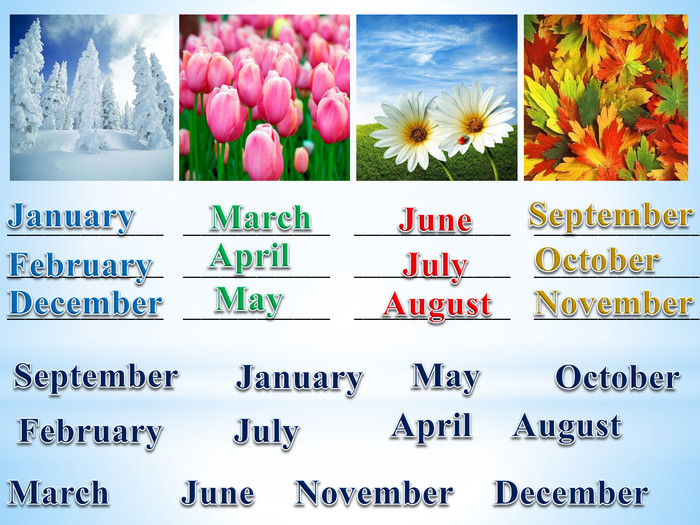 January March June September
February April July October
December May August November
September January May October
February July April August
March June November December